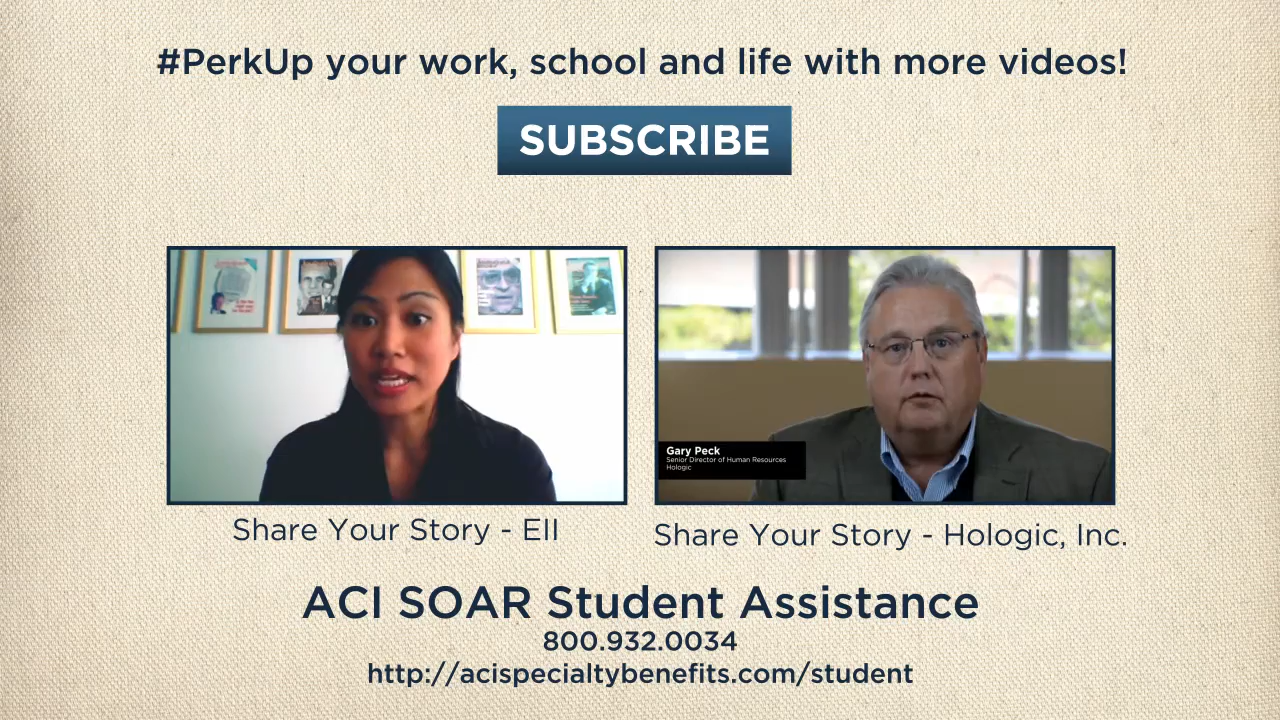 #PerkUp your work, school and life with more videos!
SUBSCRIBE
Gary Peck
Senior Director of Human Resources
Hologic
Share Your Story - EII
Share Your Story - Hologic, Inc.
ACI SOAR Student Assistance
800.932.0034
http://acispecialtybenefits.com/student